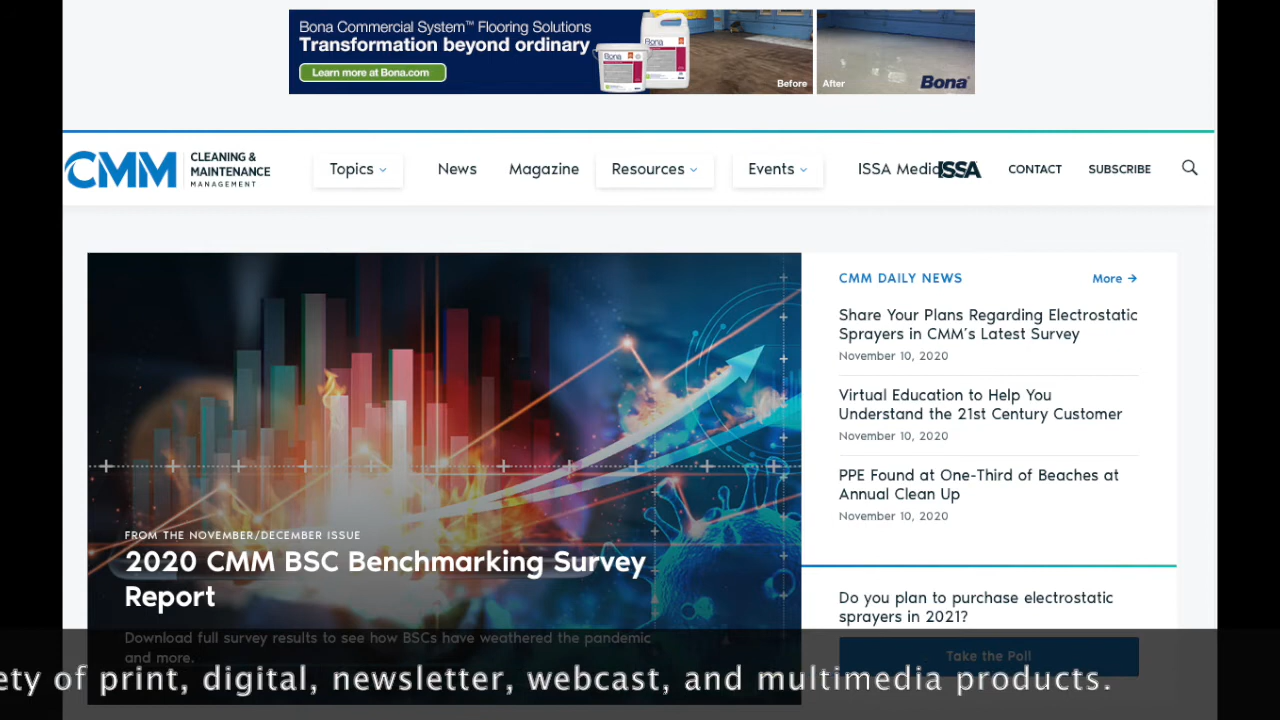 Bona Commercial System™ Flooring Solutions
Transformation beyond ordinary
Learn more at Bona.com
Before
After
Bona
CMM
CLEANING &
MAINTENANCE
MANAGEMENT
Topics
News
Magazine
Resources
Events
ISSA Media
ISSA
CONTACT
SUBSCRIBE
FROM THE NOVEMBER/DECEMBER ISSUE
2020 CMM BSC Benchmarking Survey
Report
Download full survey results to see how BSCs have weathered the pandemic
and more.
CMM DAILY NEWS
More →
Share Your Plans Regarding Electrostatic
Sprayers in CMM's Latest Survey
November 10, 2020
Virtual Education to Help You
Understand the 21st Century Customer
November 10, 2020
PPE Found at One-Third of Beaches at
Annual Clean Up
November 10, 2020
Do you plan to purchase electrostatic
sprayers in 2021?
Take the Poll
ety of print, digital, newsletter, webcast, and multimedia products.